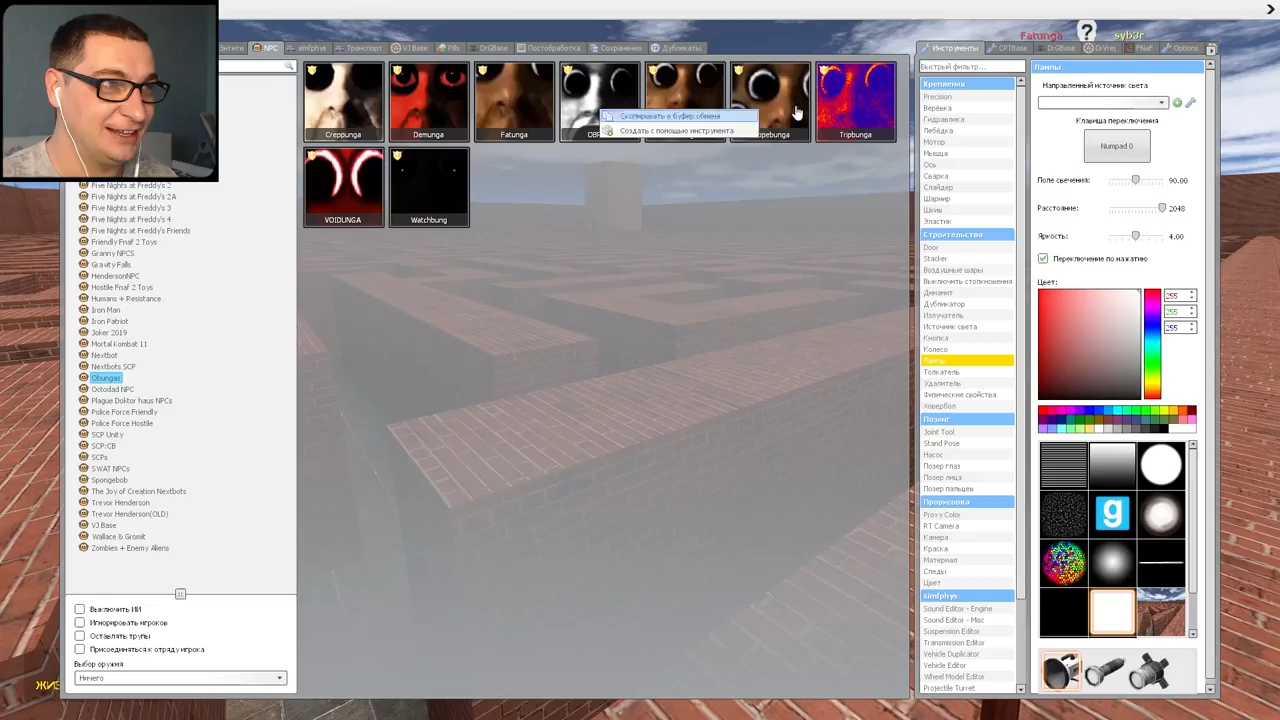 Fatunga
syb3r
нтити
NPC
simfphys
Транспорт
VJ Base
Pills
DrGBase
Постобработка
Сохранения
Дубликаты
Creppunga
Demunga
Fatunga
Tripbunga
VOIDUNGA
Watchbung
Скопировать в буфер обмена
Создать с помощью инструмента
Five Nights at Freddy's 2
Five Nights at Freddy's 2A
Five Nights at Freddy's 3
Five Nights at Freddy's 4
Five Nights at Freddy's Friends
Friendly Fnaf 2 Toys
Granny NPCS
Gravity Falls
HendersonNPC
Hostile Fnaf 2 Toys
Humans + Resistance
Iron Man
Iron Patriot
Joker 2019
Mortal Kombat 11
Nextbot
Nextbots SCP
Obungas
Octodad NPC
Plague Doktor haus NPCs
Police Force Friendly
Police Force Hostile
SCP Unity
SCP:CB
SCPs
SWAT NPCs
Spongebob
The Joy of Creation Nextbots
Trevor Henderson
Trevor Henderson(OLD)
VJ Base
Wallace & Gromit
Zombies + Enemy Aliens
Выключить ИИ
Игнорировать игроков
Оставлять трупы
Присоединяться к отряду игрока
Выбор оружия
Ничего
Инструменты
CPTBase
DrGBase
DrVrej
FNaF
Options
Быстрый фильтр...
Крепления
Precision
Верёвка
Гидравлика
Лебёдка
Мотор
Мышца
Ось
Сварка
Слайдер
Шарнир
Шкив
Эластик
Строительство
Door
Stacker
Воздушные шары
Выключить столкновения
Динамит
Дубликатор
Излучатель
Источник света
Кнопка
Колесо
Лампы
Толкатель
Удалитель
Физические свойства
Ховербол
Позинг
Joint Tool
Stand Pose
Насос
Позер глаз
Позер лица
Позер пальцев
Прорисовка
Proxy Color
RT Camera
Камера
Краска
Материал
Следы
Цвет
simfphys
Sound Editor - Engine
Sound Editor - Misc
Suspension Editor
Transmission Editor
Vehicle Duplicator
Vehicle Editor
Wheel Model Editor
Projectile Turret
Лампы
Направленный источник света
Клавиша переключения
Numpad 0
Поле свечения: 90.00
Расстояние: 2048
Яркость: 4.00
Переключение по нажатию
Цвет:
255
255
255